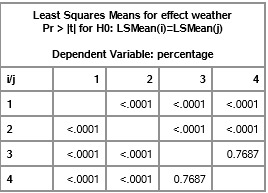 Least Squares Means for effect weather
Pr > |t| for H0: LSMean(i)=LSMean(j)
Dependent Variable: percentage
i/j 1 2 3 4
1 <.0001 <.0001 <.0001
2 <.0001 <.0001 <.0001
3 <.0001 <.0001 0.7687
4 <.0001 <.0001 0.7687